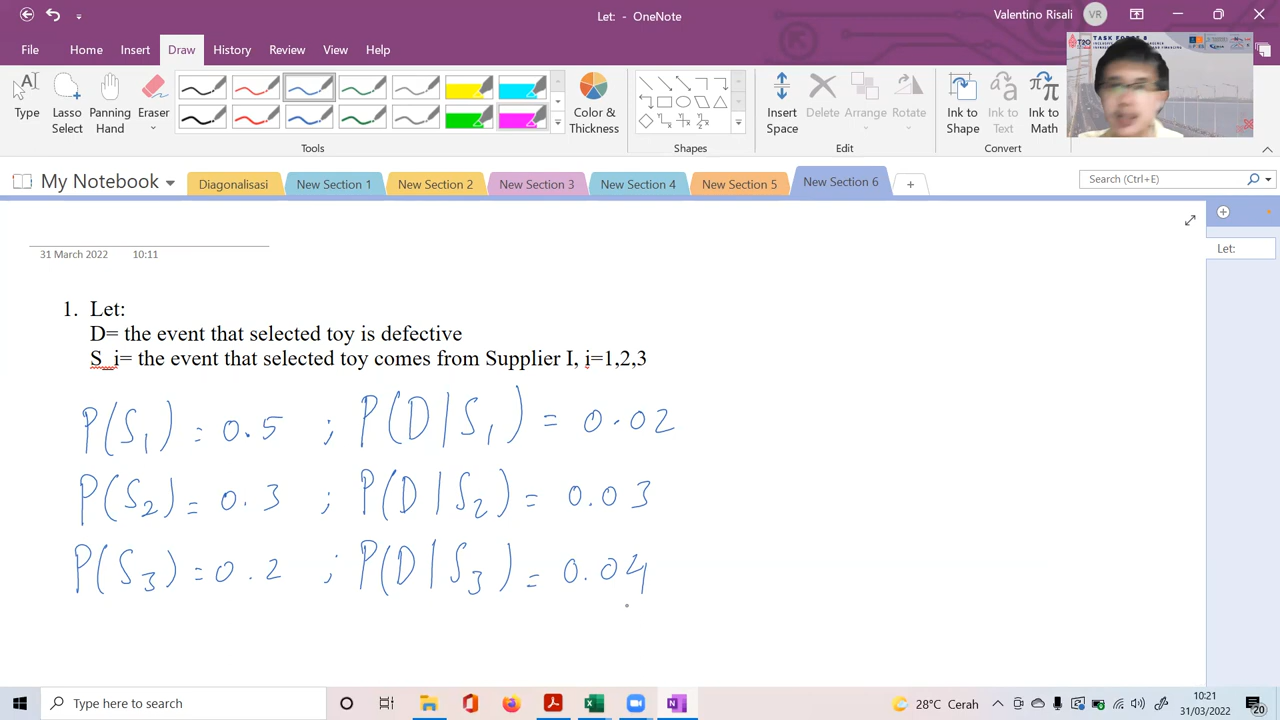 Let: - OneNote
Valentino Risali VR
File Home Insert Draw History Review View Help
Type
Lasso Select
Panning Hand
Eraser
Color & Thickness
Insert Space
Delete
Arrange
Rotate
Ink to Shape
Ink to Text
Ink to Math
Tools
Shapes
Edit
Convert
TASK FORCE 8
My Notebook Diagonalisasi New Section 1 New Section 2 New Section 3 New Section 4 New Section 5 New Section 6 + Search (Ctrl+E)
Let:
31 March 2022 10:11
1. Let:
D= the event that selected toy is defective
S_i= the event that selected toy comes from Supplier I, i=1,2,3
P(S₁) = 0.5 ; P(D|S₁) = 0.02
P(S₂) = 0.3 ; P(D|S₂) = 0.03
P(S₃) = 0.2 ; P(D|S₃) = 0.04
Type here to search
28°C Cerah
10:21
31/03/2022
20